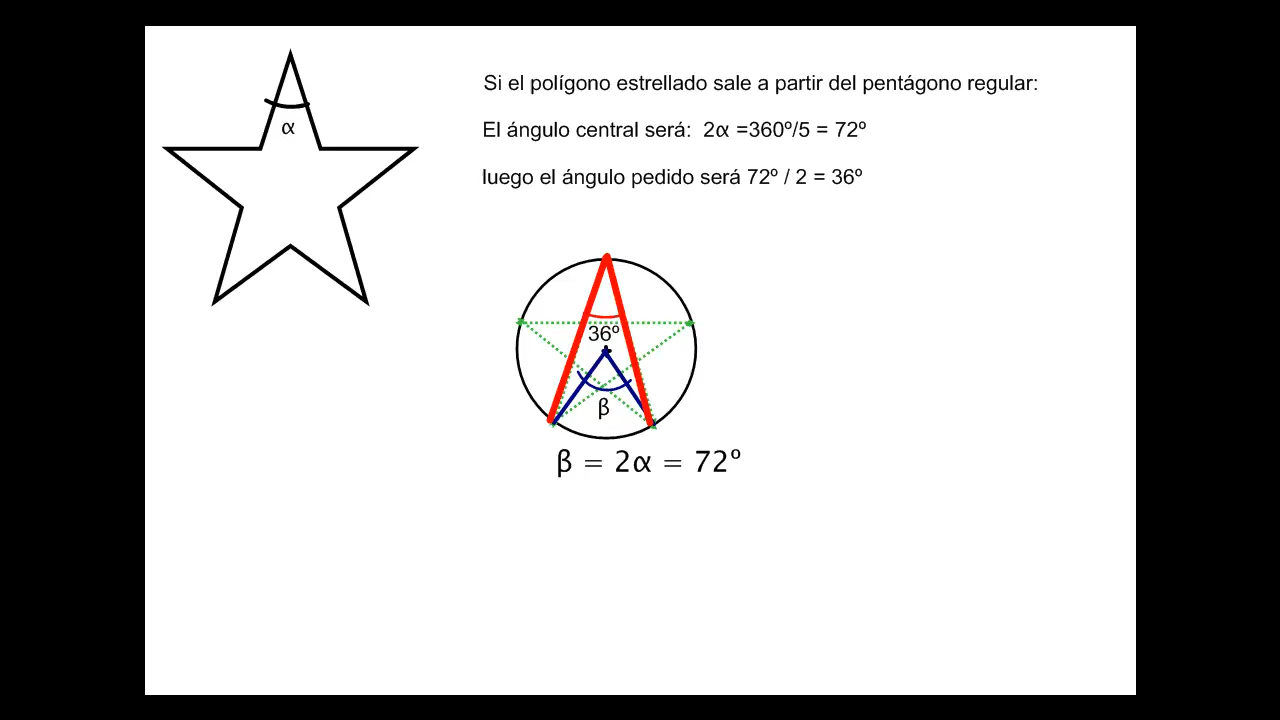 α
Si el polígono estrellado sale a partir del pentágono regular:
El ángulo central será:  2α =360º/5 = 72º
luego el ángulo pedido será 72º / 2 = 36º
36º
β
β = 2α = 72º